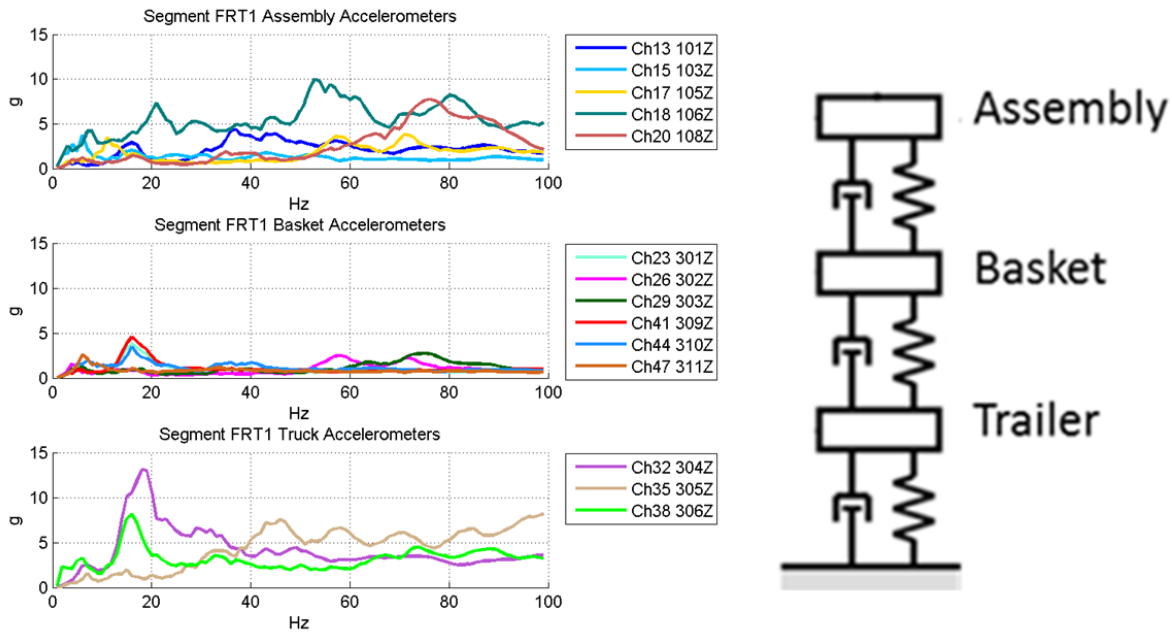 Segment FRT1 Assembly Accelerometers
15
10
5
0
g
0 20 40 60 80 100
Hz
Ch13 101Z
Ch15 103Z
Ch17 105Z
Ch18 106Z
Ch20 108Z
Segment FRT1 Basket Accelerometers
15
10
5
0
g
0 20 40 60 80 100
Hz
Ch23 301Z
Ch26 302Z
Ch29 303Z
Ch41 309Z
Ch44 310Z
Ch47 311Z
Segment FRT1 Truck Accelerometers
15
10
5
0
g
0 20 40 60 80 100
Hz
Ch32 304Z
Ch35 305Z
Ch38 306Z
Assembly
Basket
Trailer